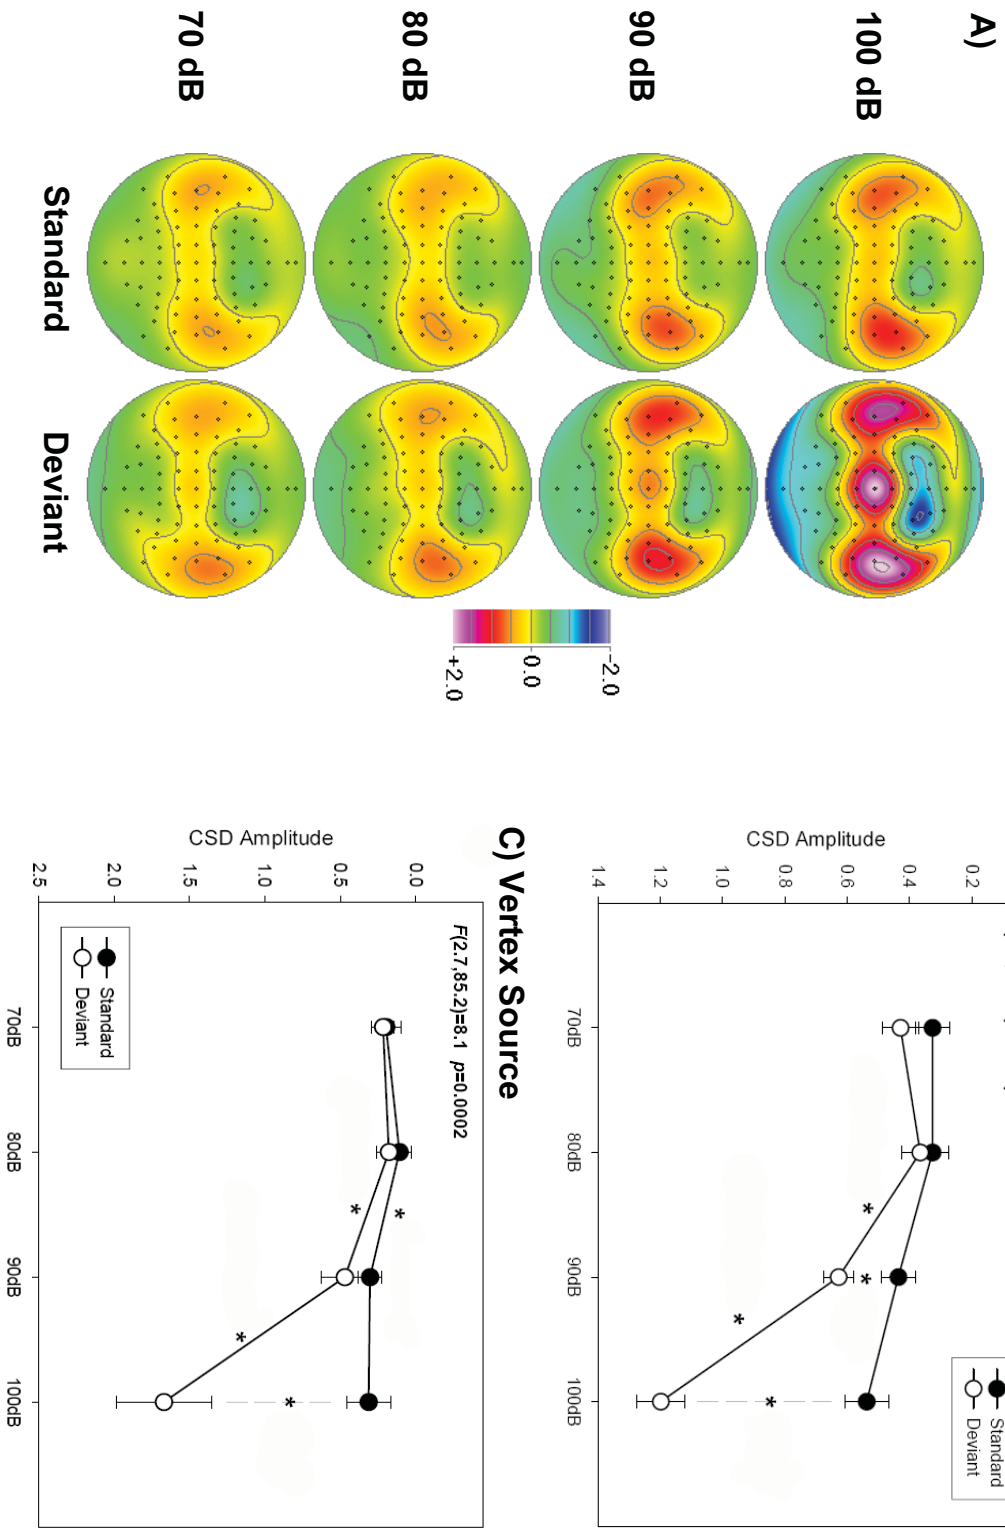 A)
100 dB
90 dB
80 dB
70 dB
Standard
Deviant
-2.0
0.0
+2.0
CSD Amplitude
0.2
0.4
0.6
0.8
1.0
1.2
1.4
70dB
80dB
90dB
100dB
Standard
Deviant
*
*
*
*
C) Vertex Source
F(2.7,85.2)=8.1 p=0.0002
CSD Amplitude
0.0
0.5
1.0
1.5
2.0
2.5
70dB
80dB
90dB
100dB
Standard
Deviant
*
*
*
*